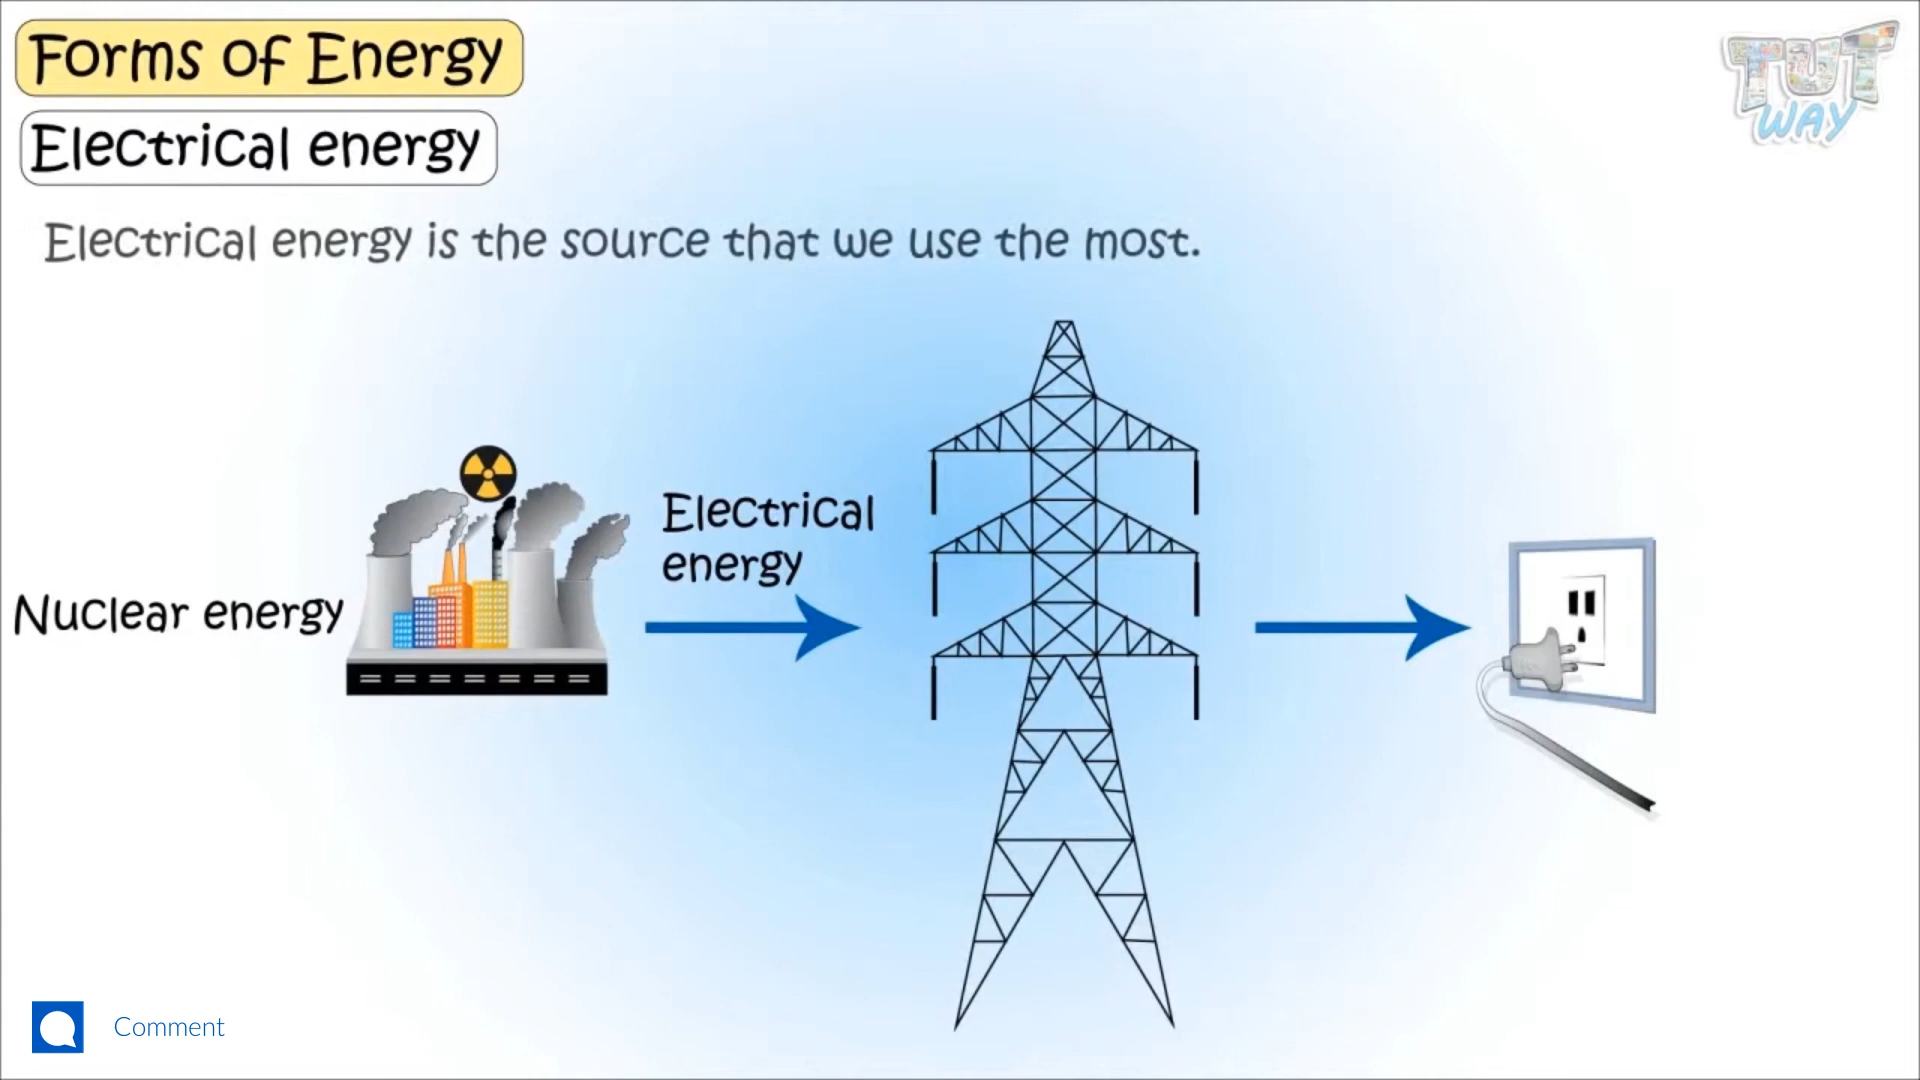 Forms of Energy
TUT
WAY
Electrical energy
Electrical energy is the source that we use the most.
Electrical
energy
Nuclear energy
Comment